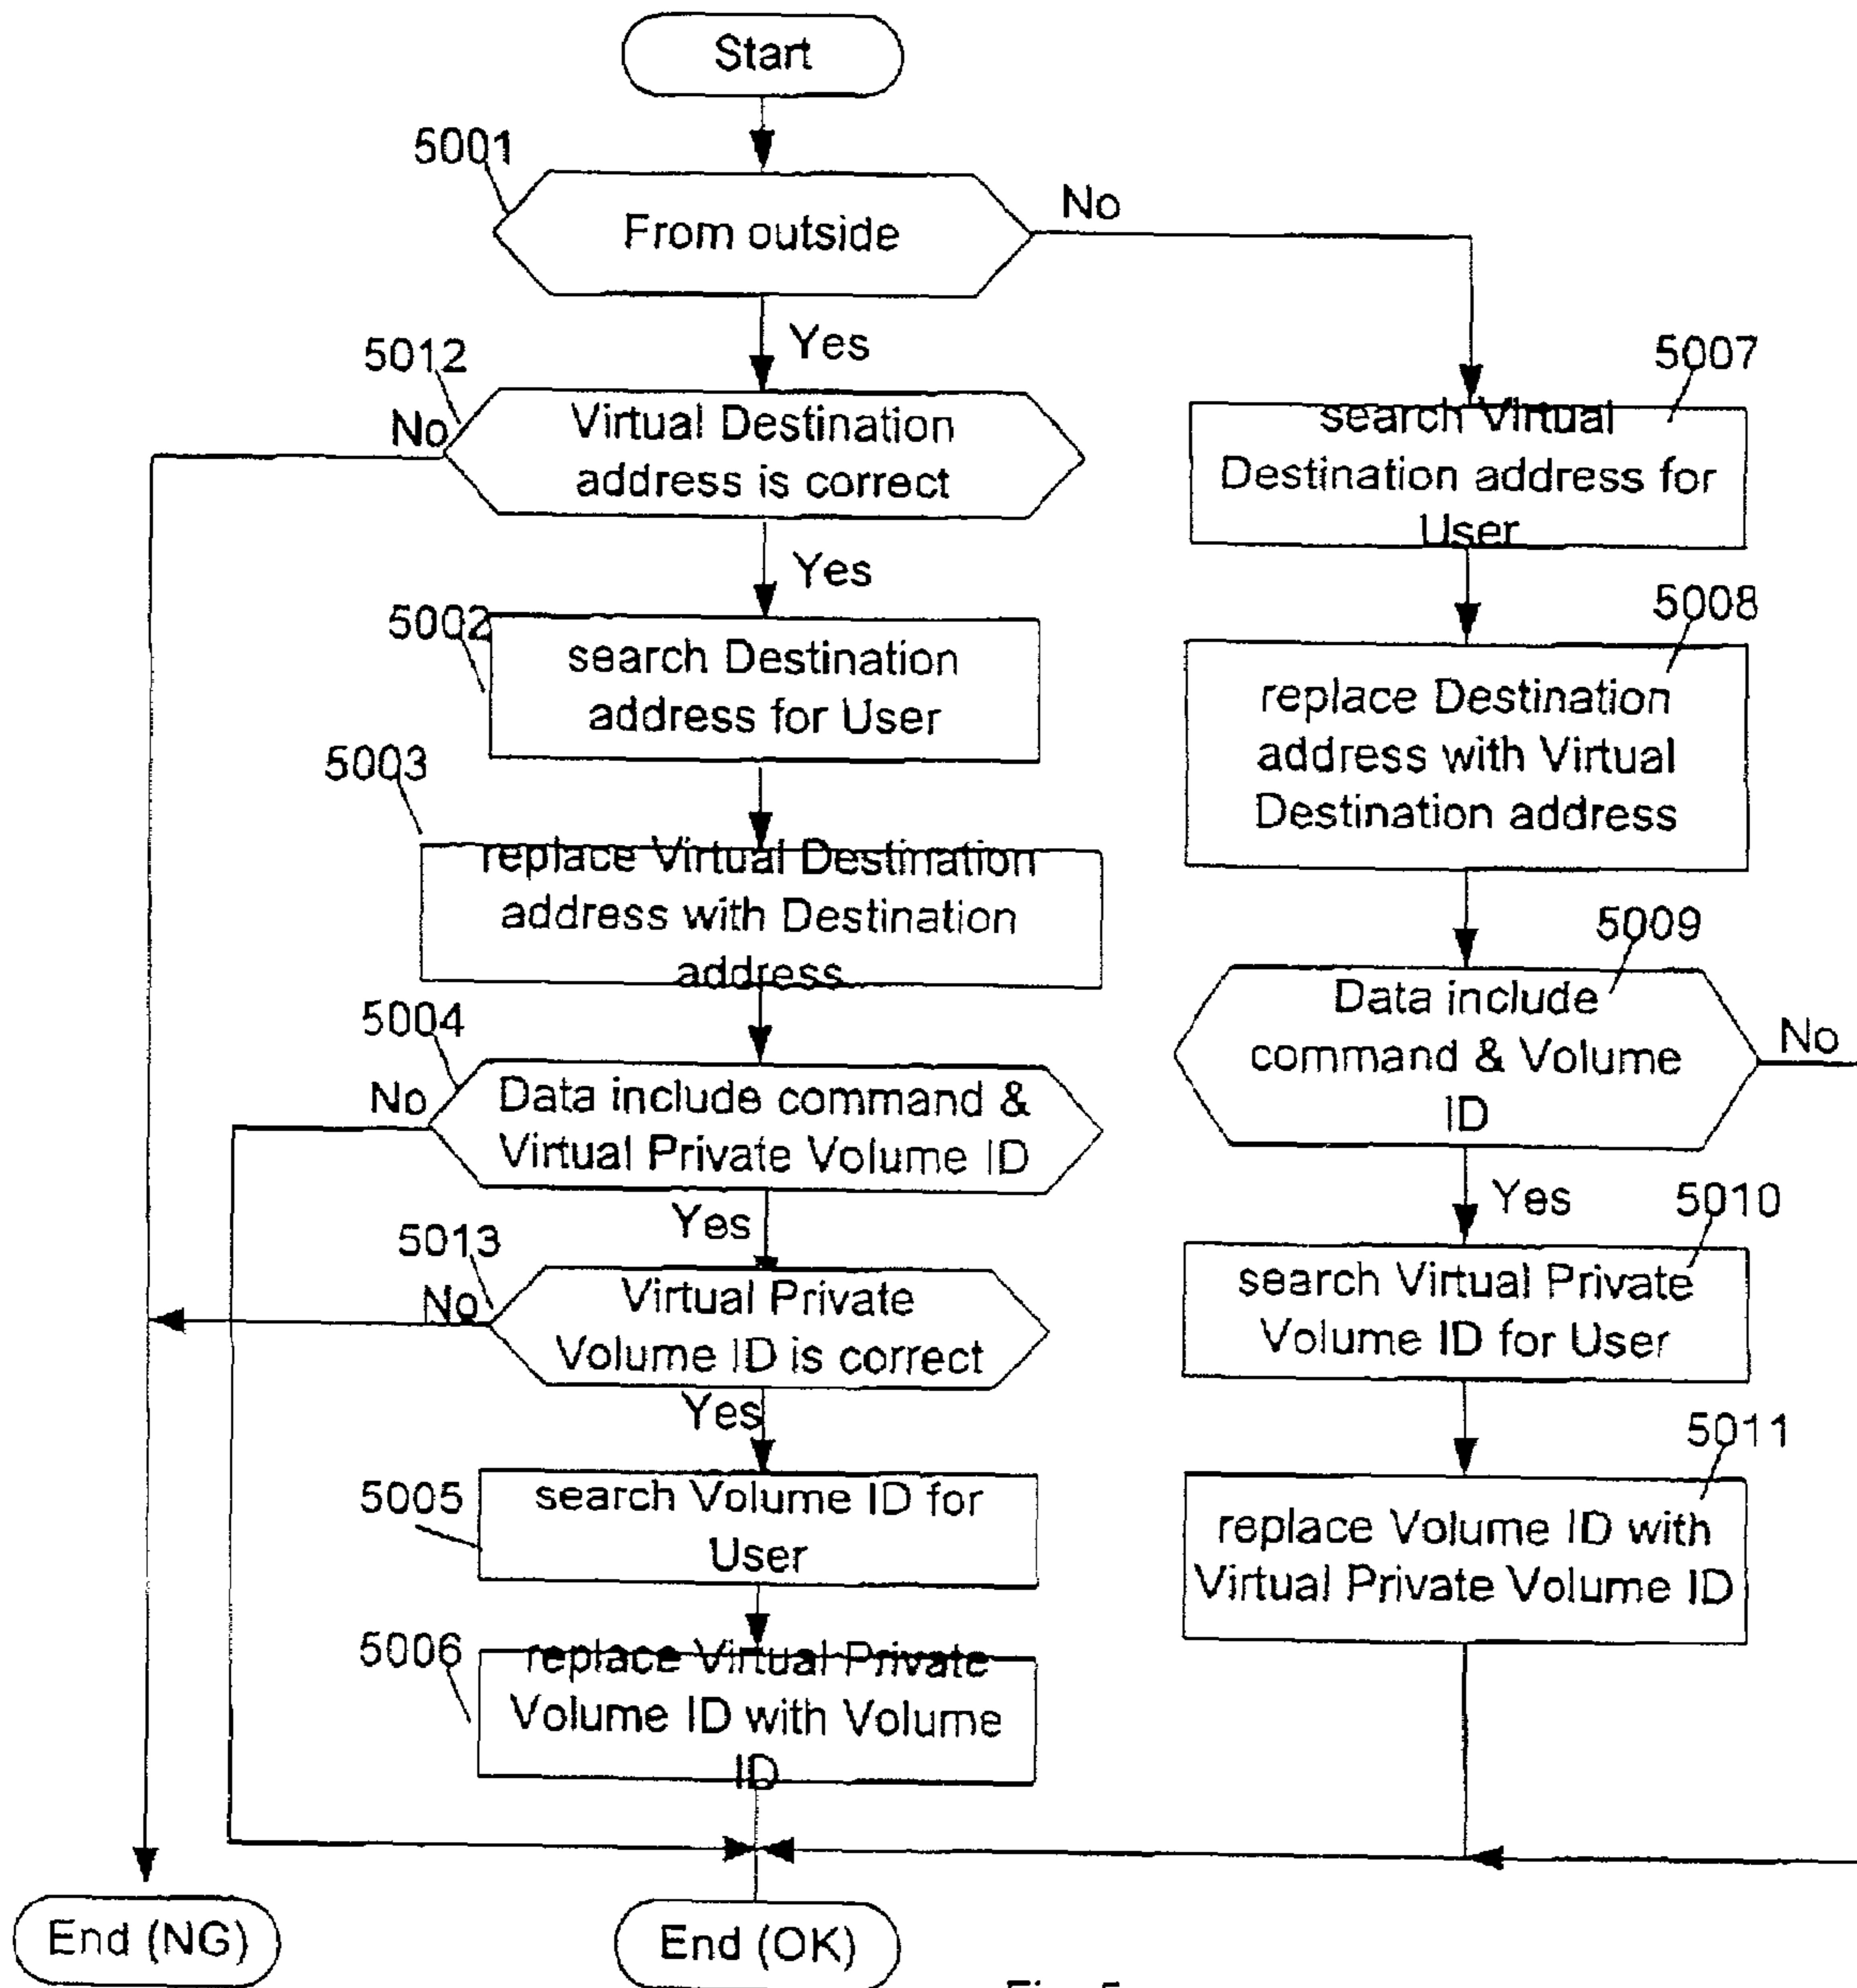 Start
5001
From outside
No
Yes
5012
No
Virtual Destination
address is correct
Yes
5002
search Destination
address for User
5003
replace Virtual Destination
address with Destination
address
5004
No
Data include command &
Virtual Private Volume ID
Yes
5013
No
Virtual Private
Volume ID is correct
Yes
5005
search Volume ID for
User
5006
replace Virtual Private
Volume ID with Volume
ID
5007
search Virtual
Destination address for
User
5008
replace Destination
address with Virtual
Destination address
5009
Data include
command & Volume
ID
No
Yes
5010
search Virtual Private
Volume ID for User
5011
replace Volume ID with
Virtual Private Volume ID
End (NG)
End (OK)